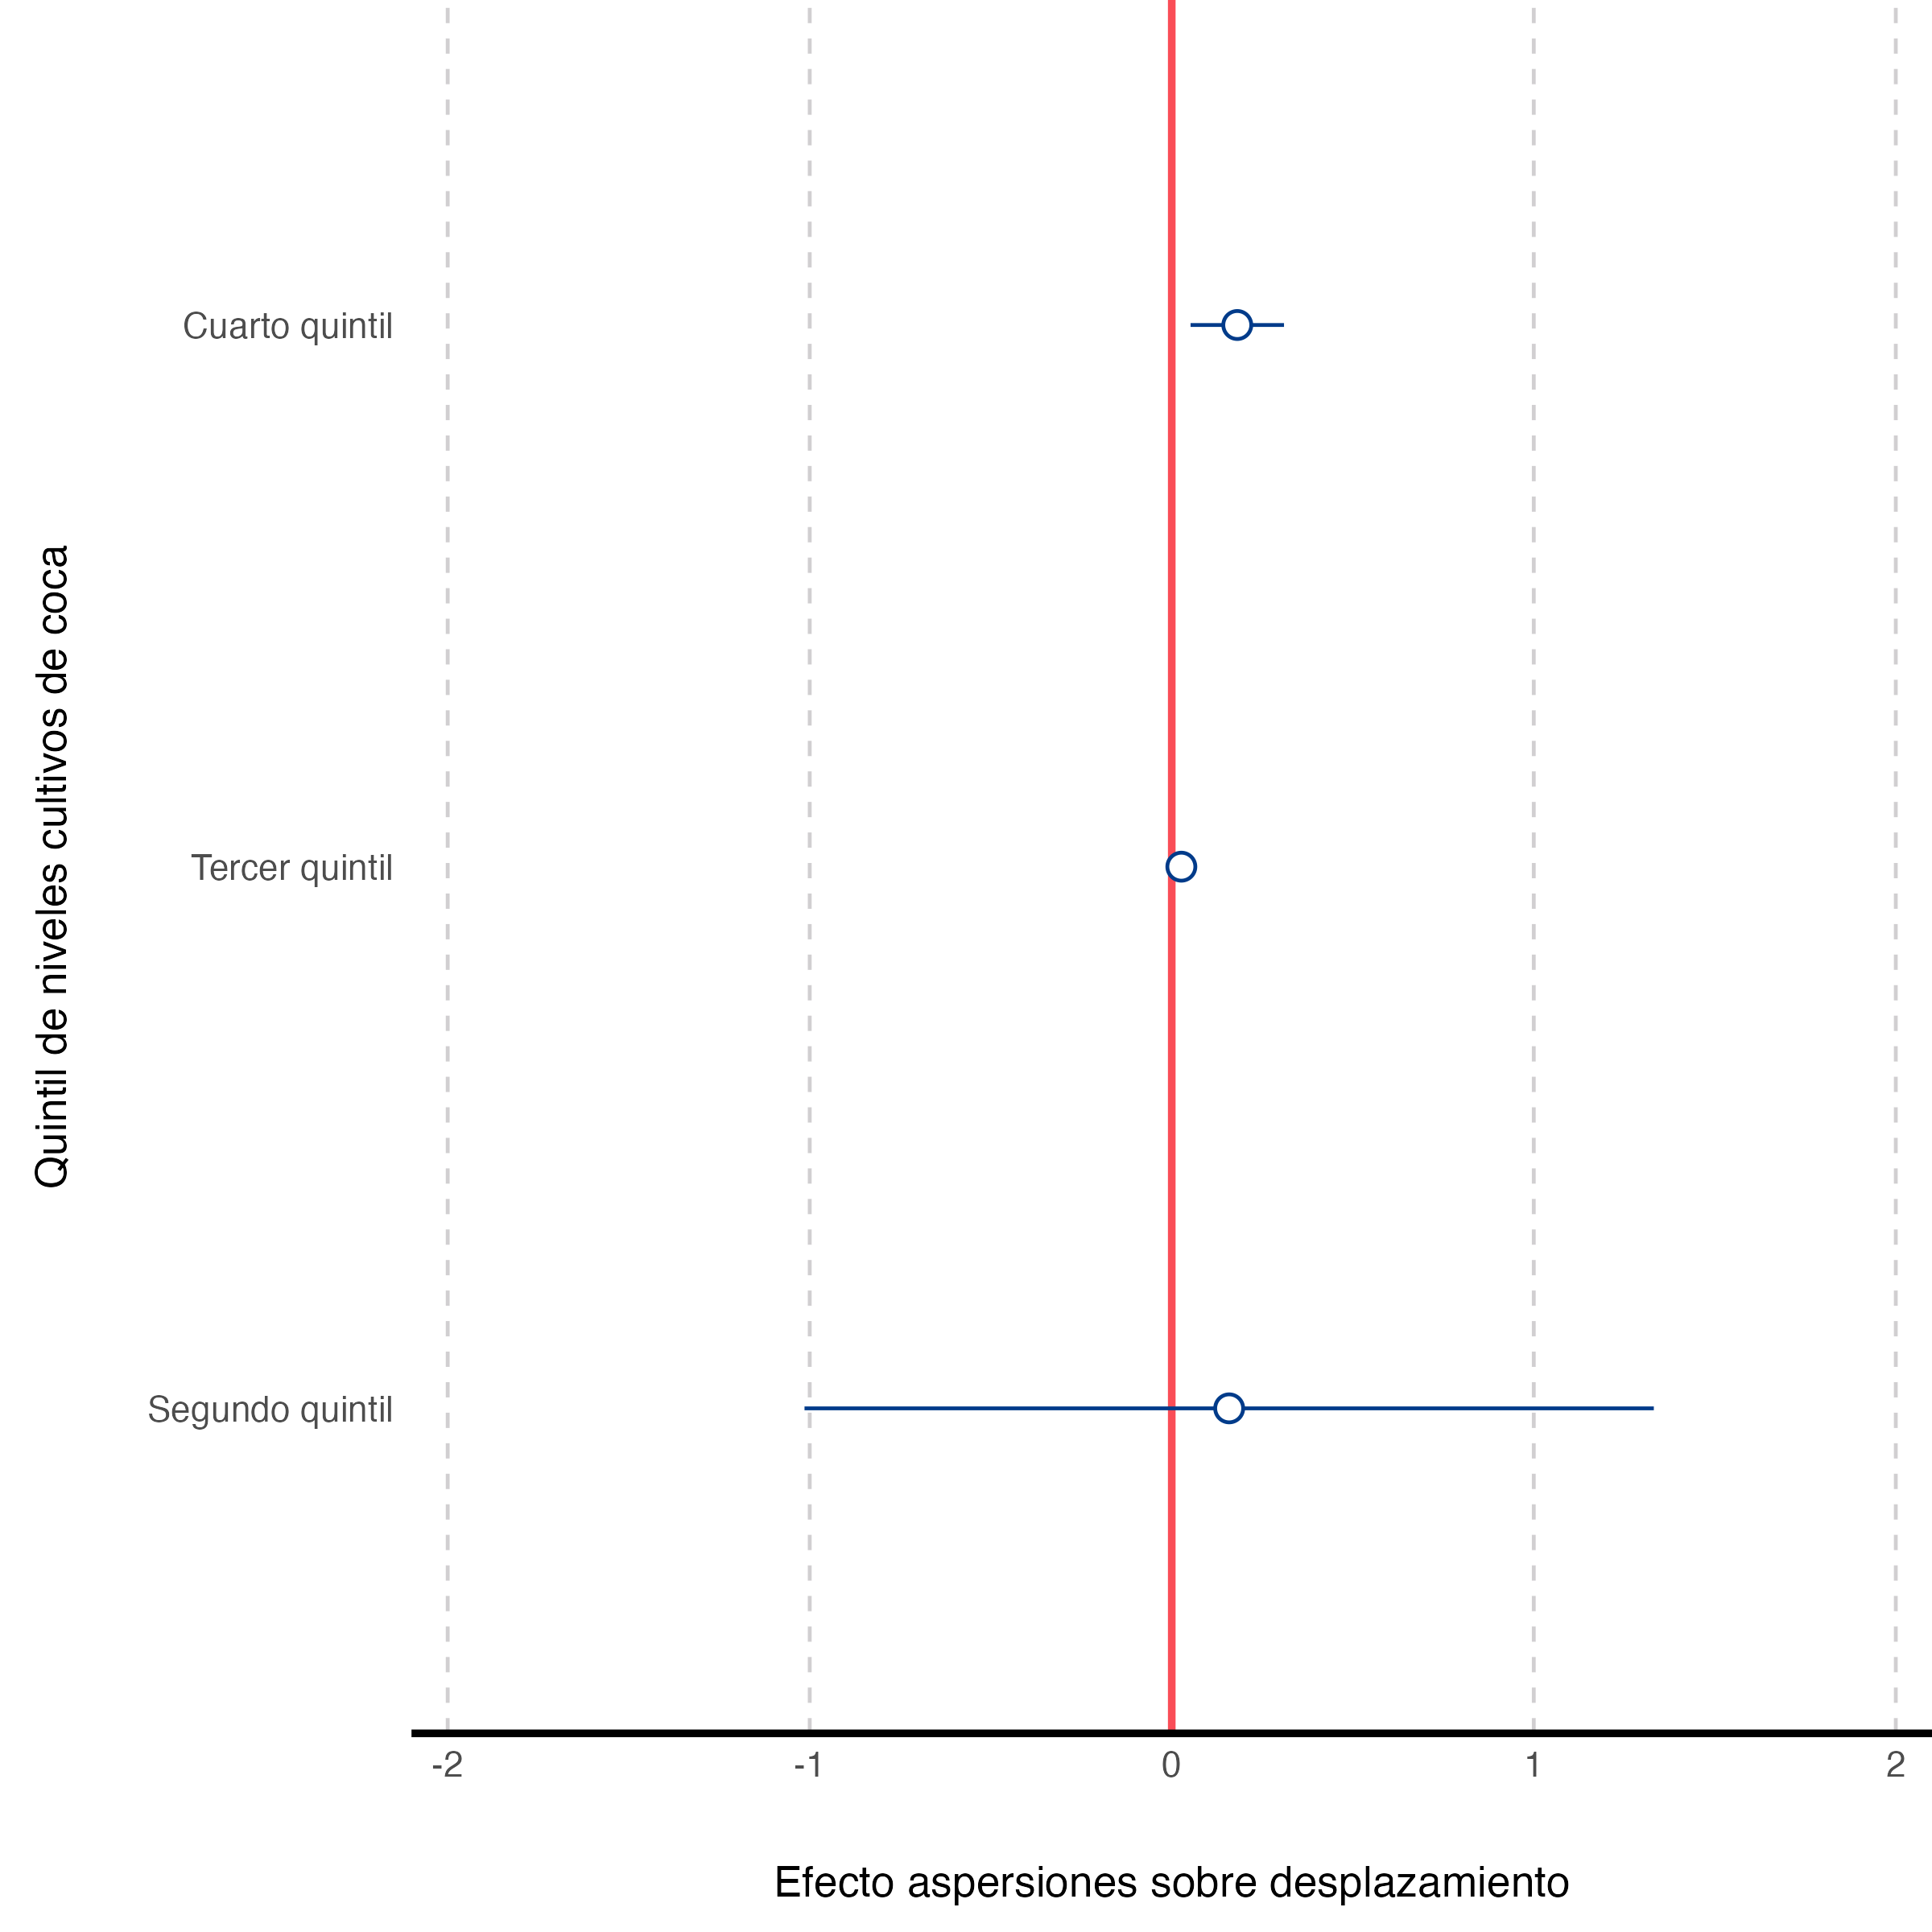 Quintil de niveles cultivos de coca
Cuarto quintil
Tercer quintil
Segundo quintil
-2 -1 0 1 2
Efecto aspersiones sobre desplazamiento